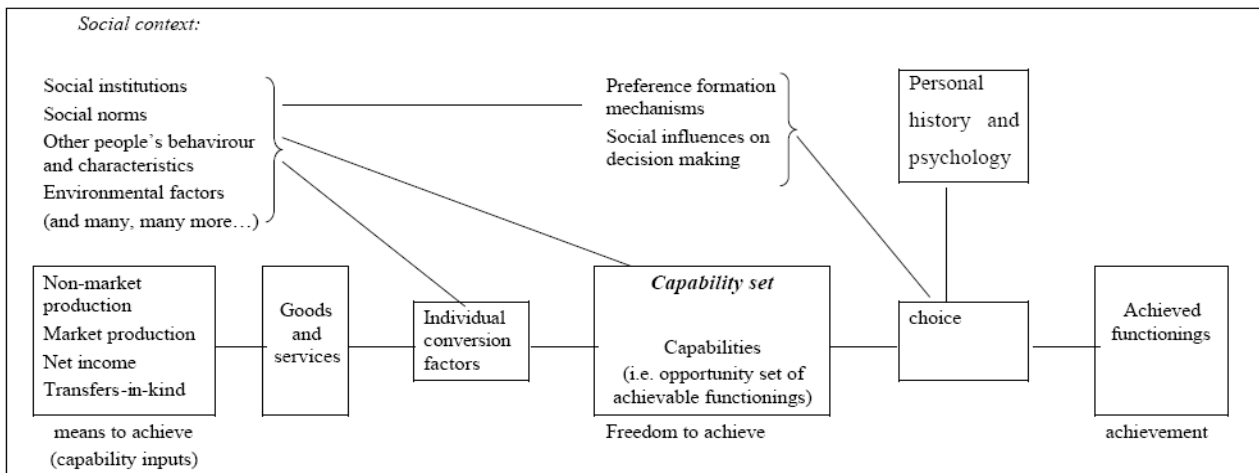 Social context:
Social institutions
Social norms
Other people’s behaviour
and characteristics
Environmental factors
(and many, many more…)
Preference formation
mechanisms
Social influences on
decision making
Personal
history and
psychology
Non-market
production
Market production
Net income
Transfers-in-kind
Goods
and
services
Individual
conversion
factors
Capability set
Capabilities
(i.e. opportunity set of
achievable functionings)
choice
Achieved
functionings
means to achieve
(capability inputs)
Freedom to achieve
achievement